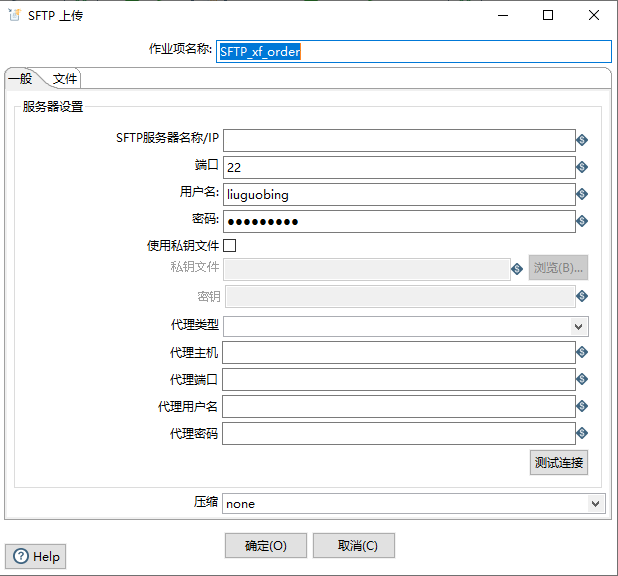 SFTP 上传
作业项名称: SFTP_xf_order
一般 文件
服务器设置
SFTP服务器名称/IP
端口 22
用户名: liuguobing
密码: ●●●●●●●●●
使用私钥文件
私钥文件 浏览(B)...
密钥
代理类型
代理主机
代理端口
代理用户名
代理密码
测试连接
压缩 none
确定(O) 取消(C)
Help